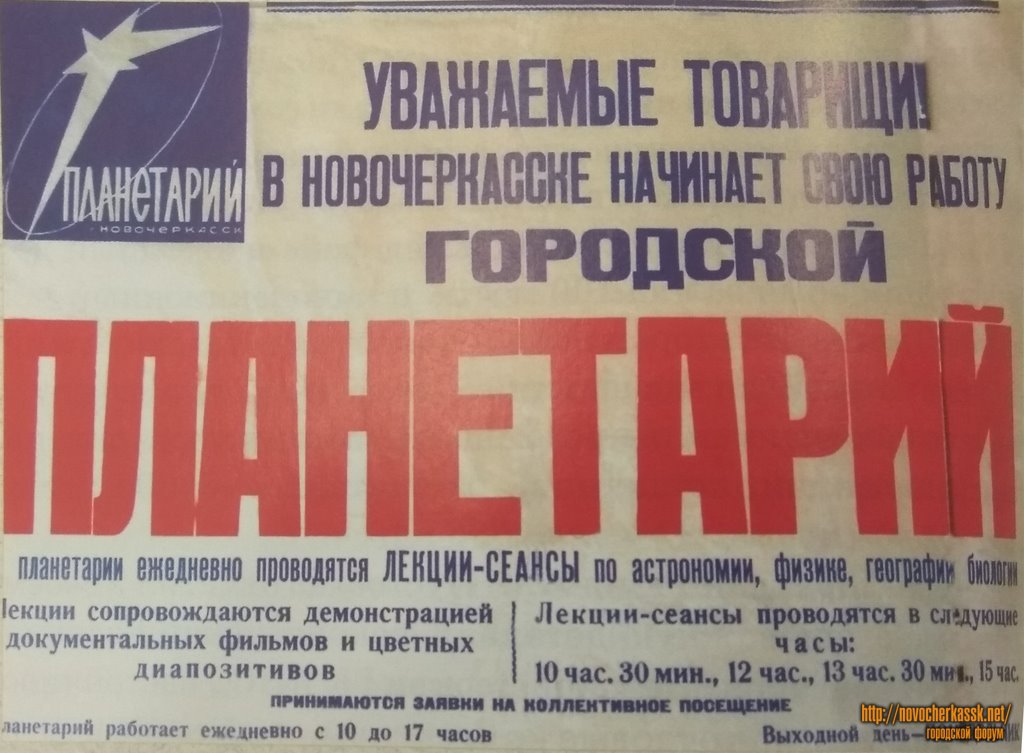 ПЛАНЕТАРИЙ
НОВОЧЕРКАССК
УВАЖАЕМЫЕ ТОВАРИЩИ!
В НОВОЧЕРКАССКЕ НАЧИНАЕТ СВОЮ РАБОТУ
ГОРОДСКОЙ
ПЛАНЕТАРИЙ
планетарии ежедневно проводятся ЛЕКЦИИ-СЕАНСЫ по астрономии, физике, географии биологии
лекции сопровождаются демонстрацией
документальных фильмов и цветных
диапозитивов
Лекции-сеансы проводятся в следующие
часы:
10 час. 30 мин., 12 час., 13 час. 30 мин., 15 час.
ПРИНИМАЮТСЯ ЗАЯВКИ НА КОЛЛЕКТИВНОЕ ПОСЕЩЕНИЕ
ланетарий работает ежедневно с 10 до 17 часов
Выходной день—
http://novocherkassk.net/
городской форум